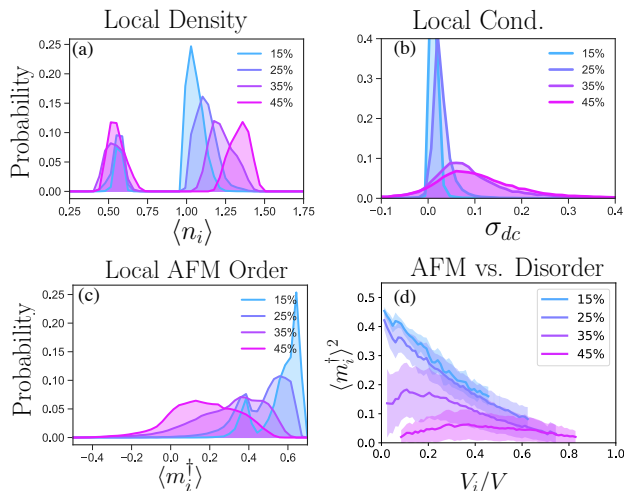 Local Density
Local Cond.
(a)
15%
25%
35%
45%
0.25
0.20
0.15
0.10
0.05
0.00
Probability
0.25 0.50 0.75 1.00 1.25 1.50 1.75
⟨n_i⟩
(b)
15%
25%
35%
45%
0.4
0.3
0.2
0.1
0.0
−0.1 0.0 0.1 0.2 0.3 0.4
σ_dc
Local AFM Order
AFM vs. Disorder
(c)
15%
25%
35%
45%
0.25
0.20
0.15
0.10
0.05
0.00
Probability
−0.4 −0.2 0.0 0.2 0.4 0.6
⟨m_i^†⟩
(d)
15%
25%
35%
45%
0.5
0.4
0.3
0.2
0.1
0.0
⟨m_i^†⟩²
0.0 0.2 0.4 0.6 0.8 1.0
V_i/V